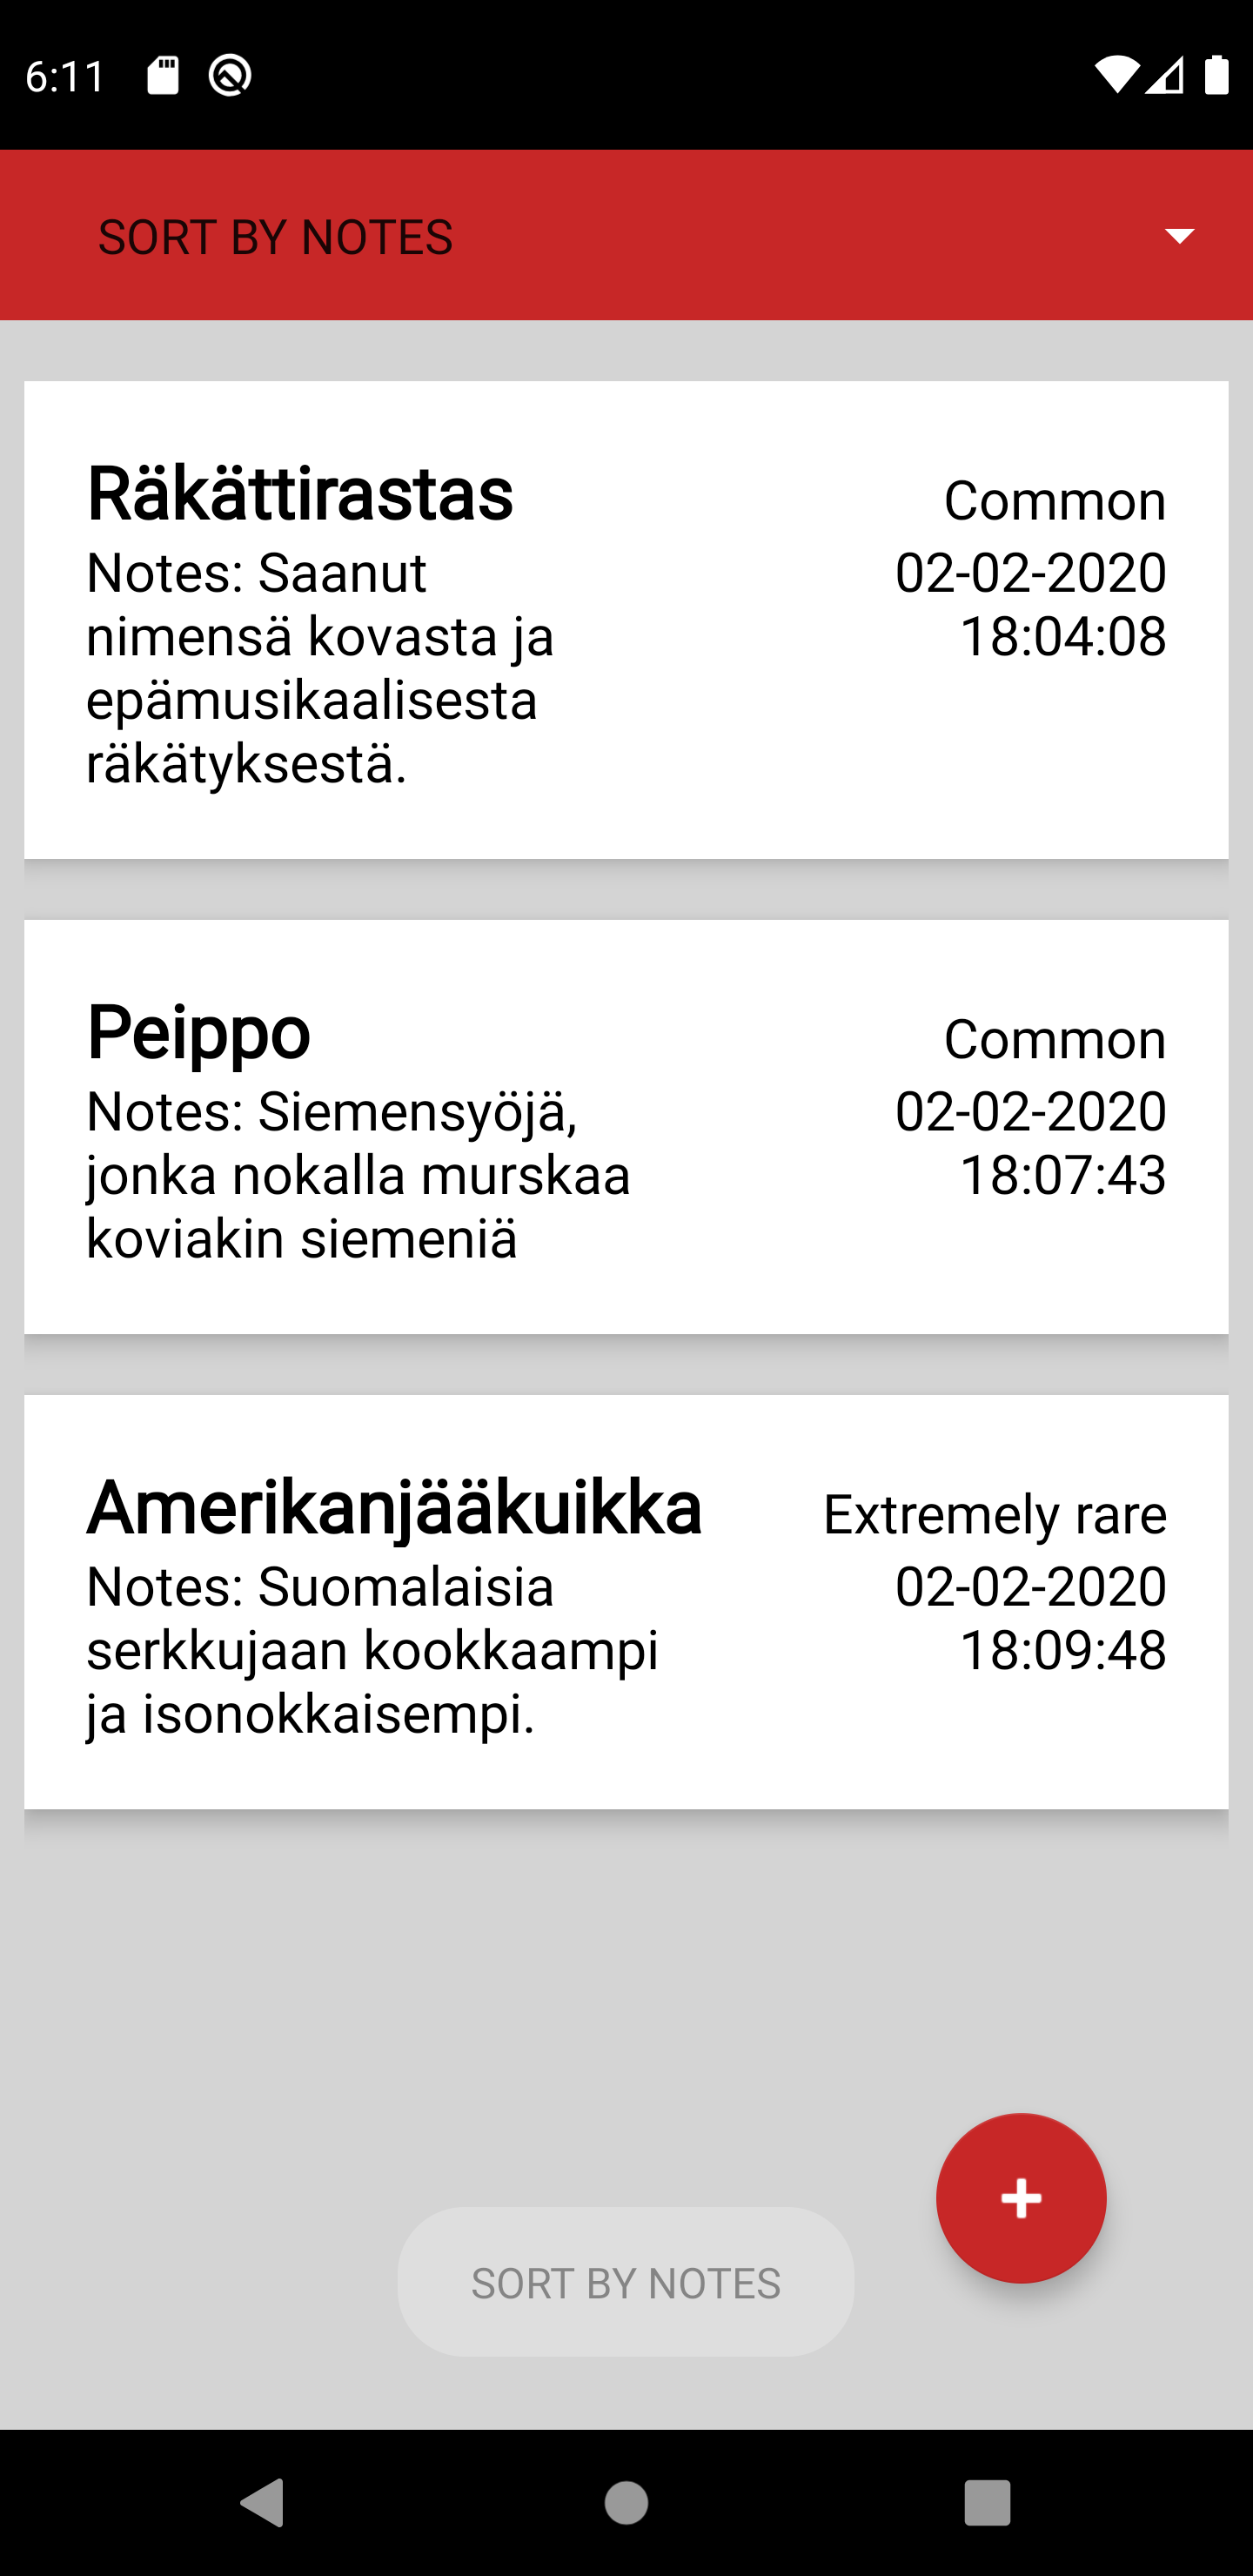 6:11
SORT BY NOTES
Räkättirastas
Common
Notes: Saanut
nimensä kovasta ja
epämusikaalisesta
räkätyksestä.
02-02-2020
18:04:08
Peippo
Common
Notes: Siemensyöjä,
jonka nokalla murskaa
koviakin siemeniä
02-02-2020
18:07:43
Amerikanjääkuikka
Extremely rare
Notes: Suomalaisia
serkkujaan kookkaampi
ja isonokkaisempi.
02-02-2020
18:09:48
SORT BY NOTES